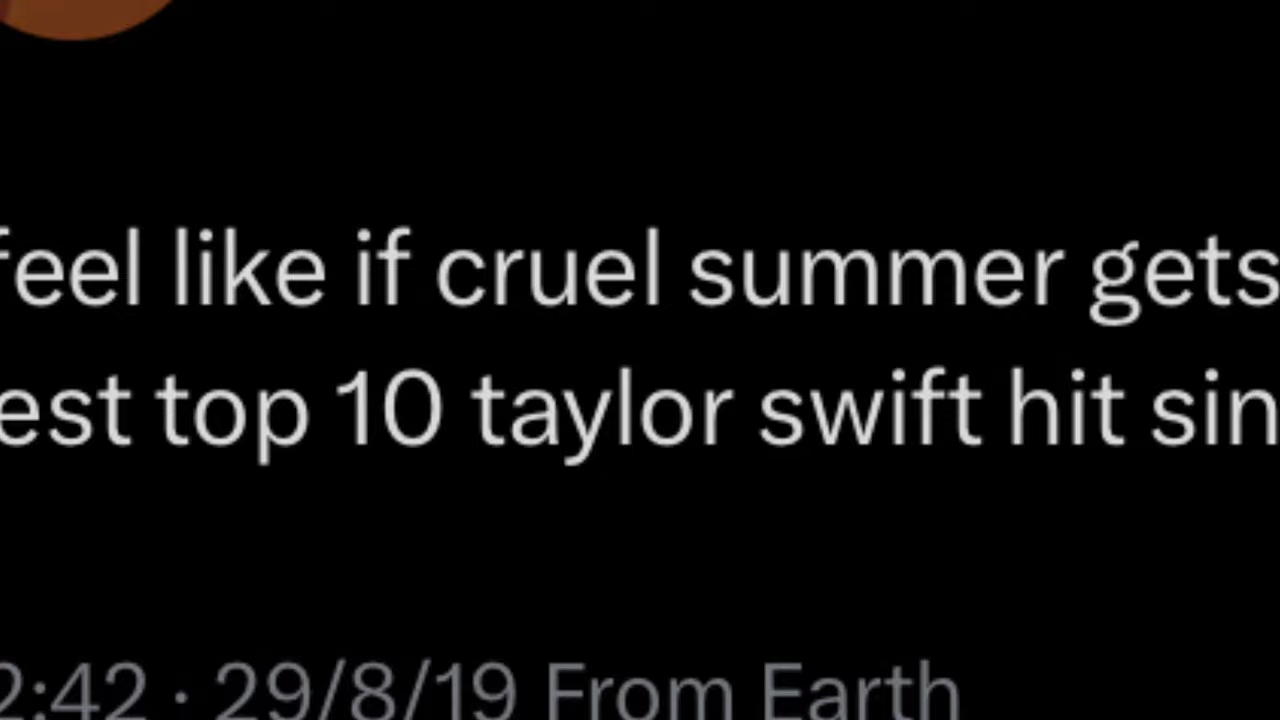 feel like if cruel summer gets
est top 10 taylor swift hit sin
2:42 · 29/8/19 From Earth